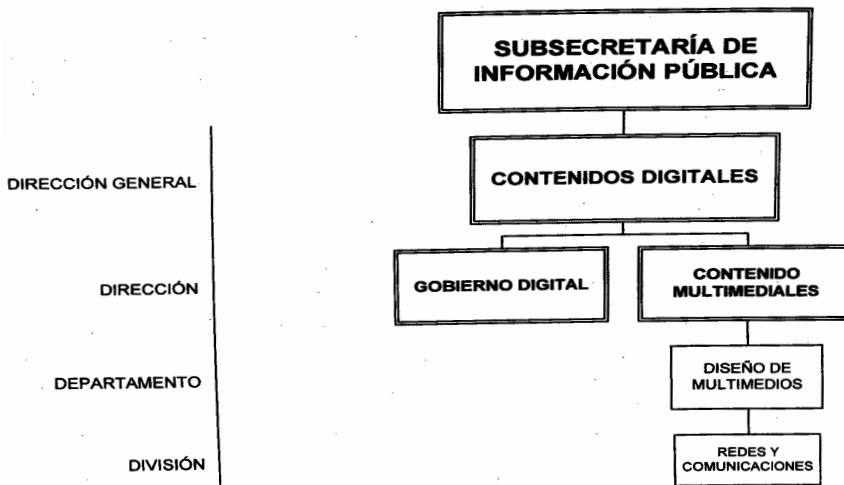 SUBSECRETARÍA DE
INFORMACIÓN PÚBLICA
DIRECCIÓN GENERAL
CONTENIDOS DIGITALES
DIRECCIÓN
GOBIERNO DIGITAL
CONTENIDO
MULTIMEDIALES
DEPARTAMENTO
DISEÑO DE
MULTIMEDIOS
DIVISIÓN
REDES Y
COMUNICACIONES